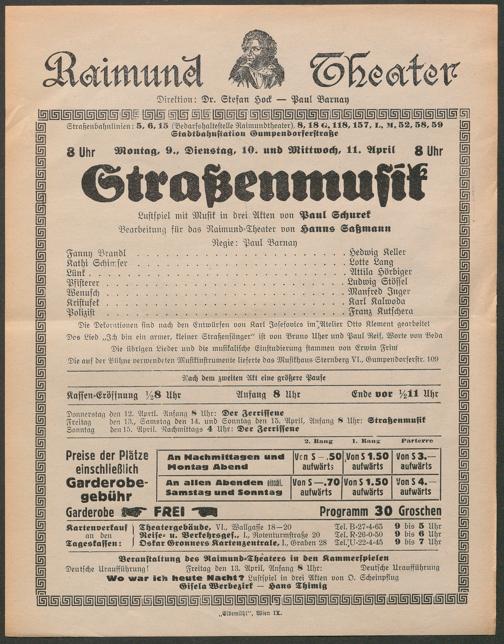 Raimund Theater
Direktion: Dr. Stefan Hock — Paul Barnay
Straßenbahnlinien: 5, 6, 15 (Bedarfshaltestelle Raimundtheater), 8, 18 G, 118, 157, L, M, 52, 58, 59
Stadtbahnstation Gumpendorferstraße
8 Uhr Montag, 9., Dienstag, 10. und Mittwoch, 11. April 8 Uhr
Straßenmusik
Lustspiel mit Musik in drei Akten von Paul Schurek
Bearbeitung für das Raimund-Theater von Hanns Saßmann
Regie: Paul Barnay
Fanny Brandl . . . Hedwig Keller
Kathi . . . Lotte Lang
Lünk . . . Attila Hörbiger
Pfisterer . . . Ludwig Stössel
Wenusch . . . Manfred Inger
Kristufek . . . Karl Kalwoda
Polizist . . . Franz Kutschera
Die Dekorationen sind nach den Entwürfen von Karl Josefovics im Atelier Otto Klement gearbeitet
Das Lied „Ich bin ein armer, kleiner Straßensänger" ist von Bruno Uher und Paul Reif, Worte von Beda
Die übrigen Lieder und die musikalische Einstudierung stammen von Erwin Frim
Die auf der Bühne verwendeten Musikinstrumente lieferte das Musikhaus Sternberg VI., Gumpendorferstr. 109
Nach dem zweiten Akt eine größere Pause
Kassen-Eröffnung ½8 Uhr Anfang 8 Uhr Ende vor ½11 Uhr
Donnerstag den 12. April. Anfang 8 Uhr: Der Zerrissene
Freitag den 13., Samstag den 14. und Sonntag den 15. April, Anfang 8 Uhr: Straßenmusik
Sonntag den 15. April. Nachmittags 4 Uhr: Der Zerrissene
2. Rang 1. Rang Parterre
Preise der Plätze einschließlich Garderobegebühr
An Nachmittagen und Montag Abend Von S —.50 aufwärts Von S 1.50 aufwärts Von S 3.— aufwärts
An allen Abenden einschl. Samstag und Sonntag Von S —.70 aufwärts Von S 1.50 aufwärts Von S 4.— aufwärts
Garderobe FREI Programm 30 Groschen
Kartenverkauf an den Tageskassen:
Theatergebäude, VI., Wallgasse 18—20 Tel. B-27-4-65 9 bis 5 Uhr
Reise- u. Verkehrsges., I., Rotenturmstraße 20 Tel. R-26-0-50 9 bis 6 Uhr
Oskar Gronners Kartenzentrale, I., Graben 28 Tel. U-22-4-45 9 bis 7 Uhr
Veranstaltung des Raimund-Theaters in den Kammerspielen
Deutsche Uraufführung! Freitag den 13. April, Anfang 8 Uhr: Deutsche Uraufführung
Wo war ich heute Nacht? Lustspiel in drei Akten von O. Scheinpflug
Gisela Werbezirk — Hans Thimig
„Elbemühl", Wien IX.